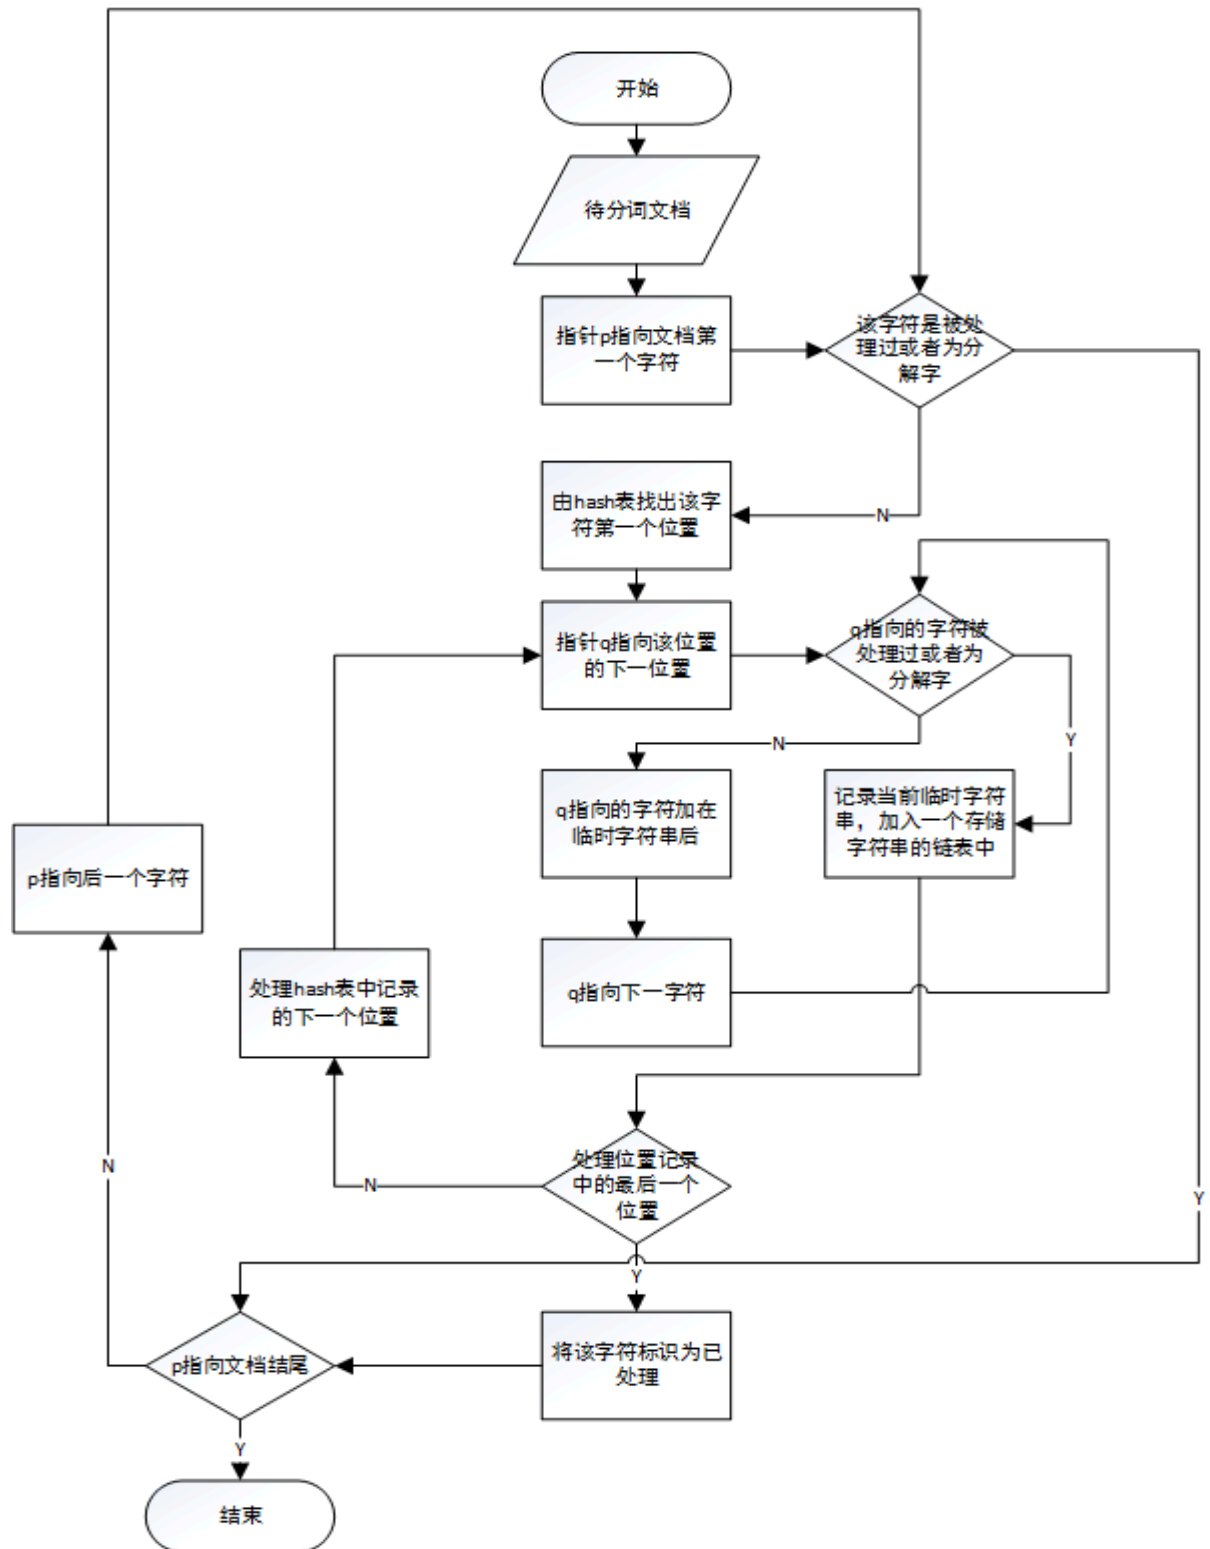 开始
待分词文档
指针p指向文档第
一个字符
该字符是被处
理过或者为分
解字
由hash表找出该字
符第一个位置
N
指针q指向该位置
的下一位置
q指向的字符被
处理过或者为
分解字
N
Y
q指向的字符加在
临时字符串后
记录当前临时字符
串，加入一个存储
字符串的链表中
p指向后一个字符
处理hash表中记录
的下一个位置
q指向下一字符
N
处理位置记录
中的最后一个
位置
N
Y
Y
p指向文档结尾
将该字符标识为已
处理
Y
结束